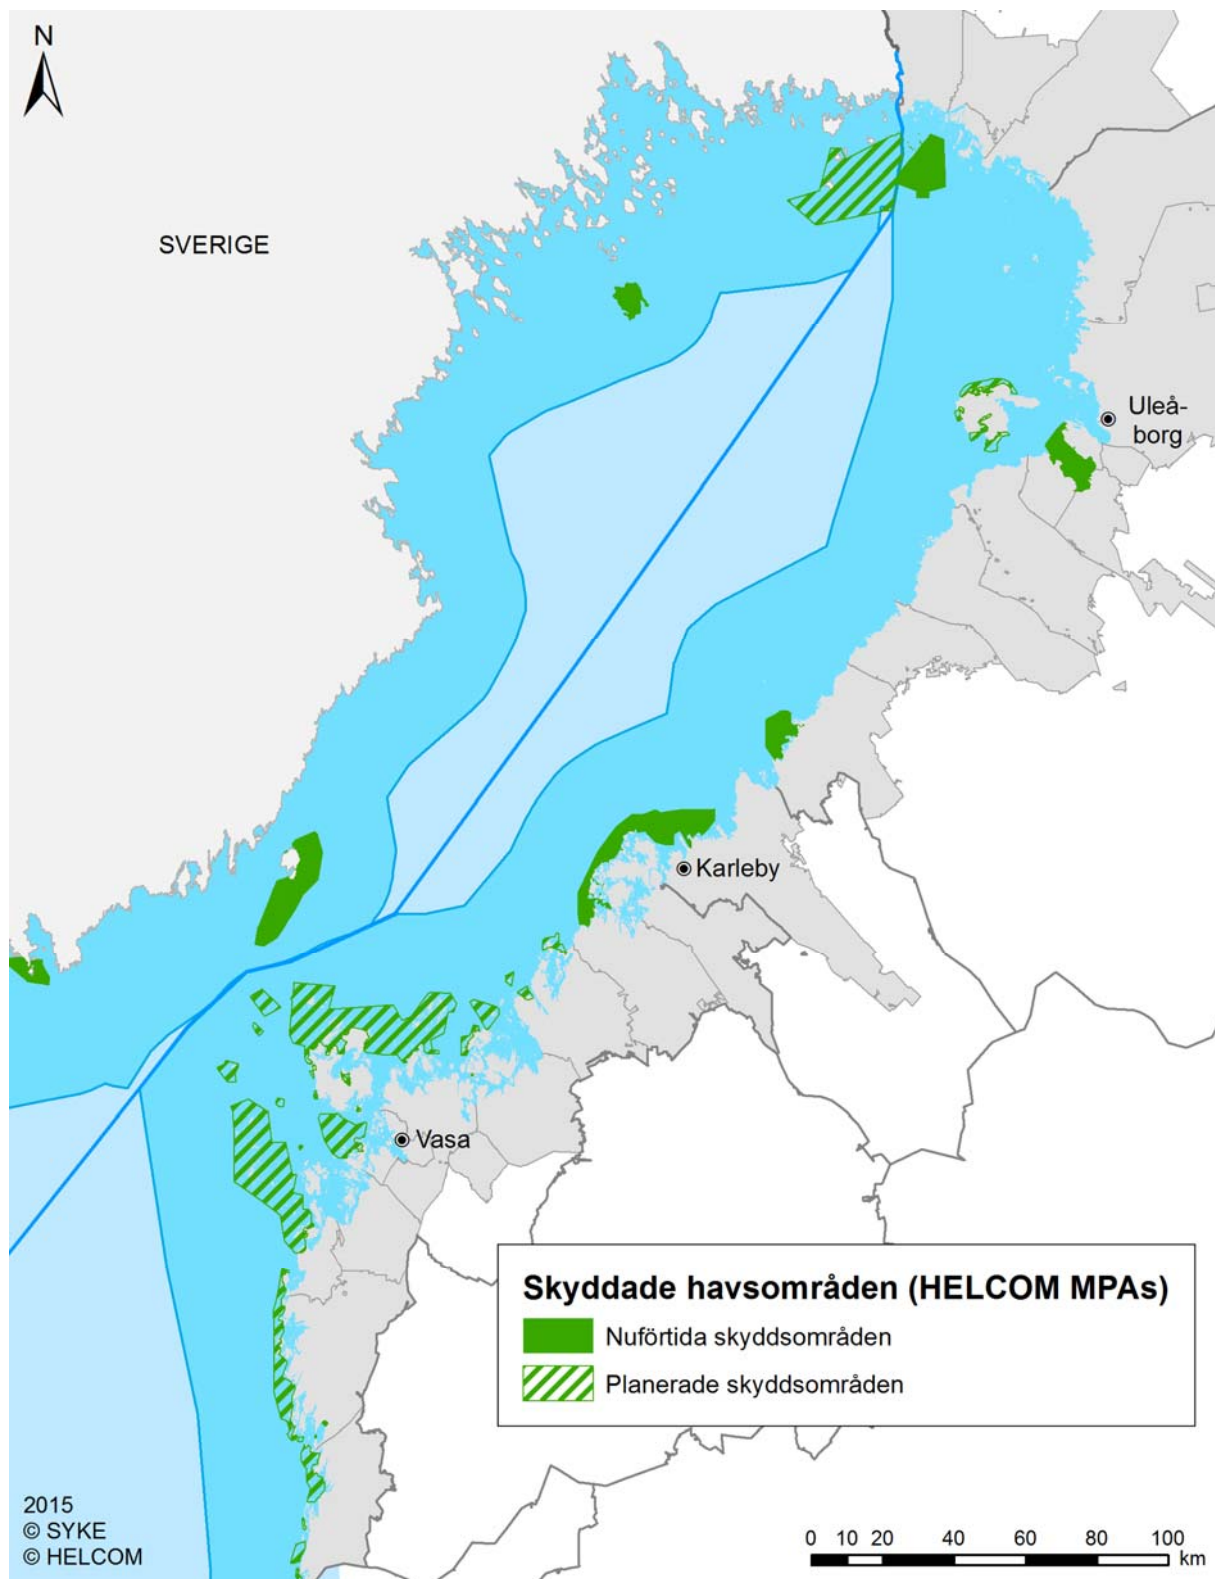 N
SVERIGE
Uleå-
borg
Karleby
Vasa
Skyddade havsområden (HELCOM MPAs)
Nuförtida skyddsområden
Planerade skyddsområden
2015
© SYKE
© HELCOM
0 10 20 40 60 80 100
km